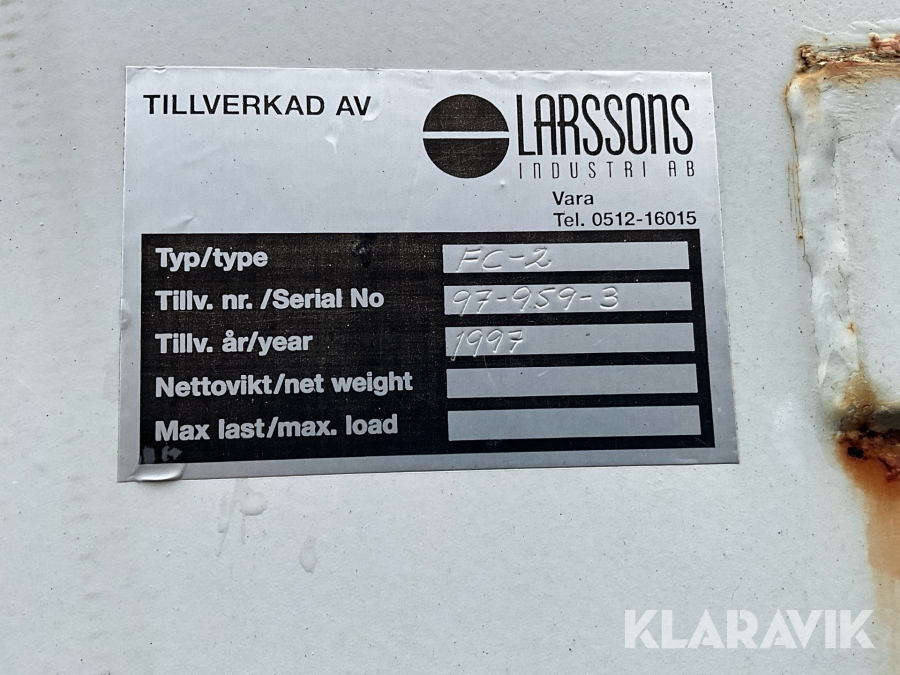 TILLVERKAD AV
LARSSONS
INDUSTRI AB
Vara
Tel. 0512-16015
Typ/type FC-2
Tillv. nr. /Serial No 97-959-3
Tillv. år/year 1997
Nettovikt/net weight
Max last/max. load
KLARAVIK